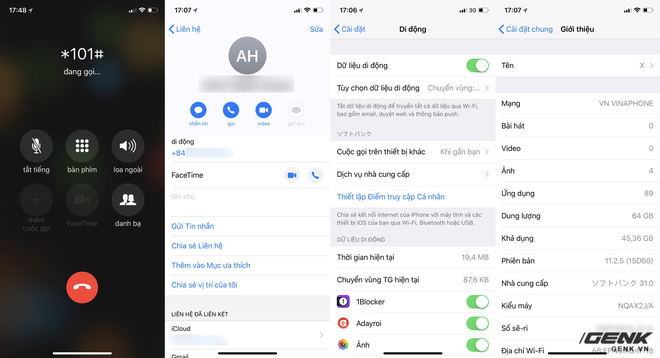 17:48
*101#
đang gọi...
tắt tiếng
bàn phím
loa ngoài
thêm cuộc gọi
FaceTime
danh bạ
17:07
Liên hệ
Sửa
AH
nhắn tin
gọi
video
gửi thư
di động
+84
FaceTime
Ghi chú
Gửi Tin nhắn
Chia sẻ Liên hệ
Thêm vào Mục ưa thích
Chia sẻ vị trí của tôi
LIÊN HỆ ĐÃ LIÊN KẾT
iCloud
Gmail
17:06
3G
Cài đặt
Di động
Dữ liệu di động
Tùy chọn dữ liệu di động
Chuyển vùng:...
Tắt dữ liệu di động để truyền tất cả dữ liệu qua Wi-Fi,
bao gồm email, duyệt web và thông báo push.
ソフトバンク
Cuộc gọi trên thiết bị khác
Khi gần bạn
Dịch vụ nhà cung cấp
Thiết lập Điểm truy cập Cá nhân
Chia sẻ kết nối internet của iPhone với máy tính và các
thiết bị iOS của bạn qua Wi-Fi, Bluetooth hoặc USB.
DỮ LIỆU DI ĐỘNG
Thời gian hiện tại
19,4 MB
Chuyển vùng TG hiện tại
87,6 KB
1Blocker
Adayroi
Ảnh
17:07
Cài đặt chung
Giới thiệu
Tên
X
Mạng
VN VINAPHONE
Bài hát
0
Video
0
Ảnh
4
Ứng dụng
89
Dung lượng
64 GB
Khả dụng
45,36 GB
Phiên bản
11.2.5 (15D60)
Nhà cung cấp
ソフトバンク 31.0
Kiểu máy
NQAX2J/A
Số sê-ri
Địa chỉ Wi-Fi
GENK
GENK.VN